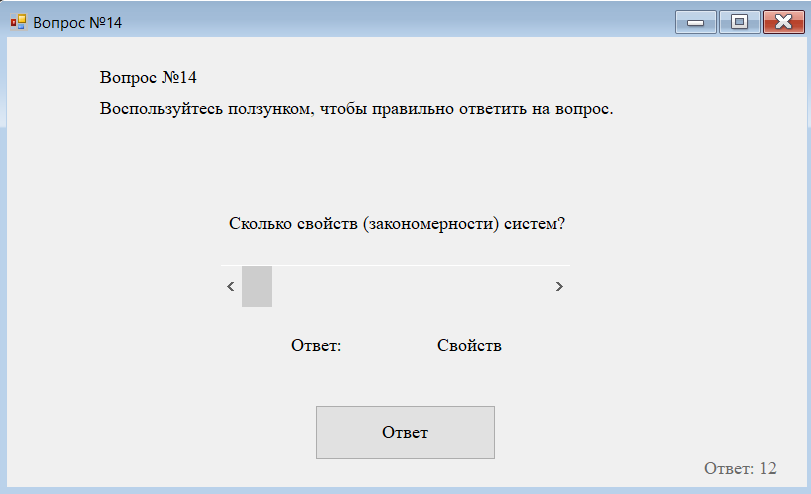 Вопрос №14
Вопрос №14
Воспользуйтесь ползунком, чтобы правильно ответить на вопрос.
Сколько свойств (закономерности) систем?
Ответ: Свойств
Ответ
Ответ: 12